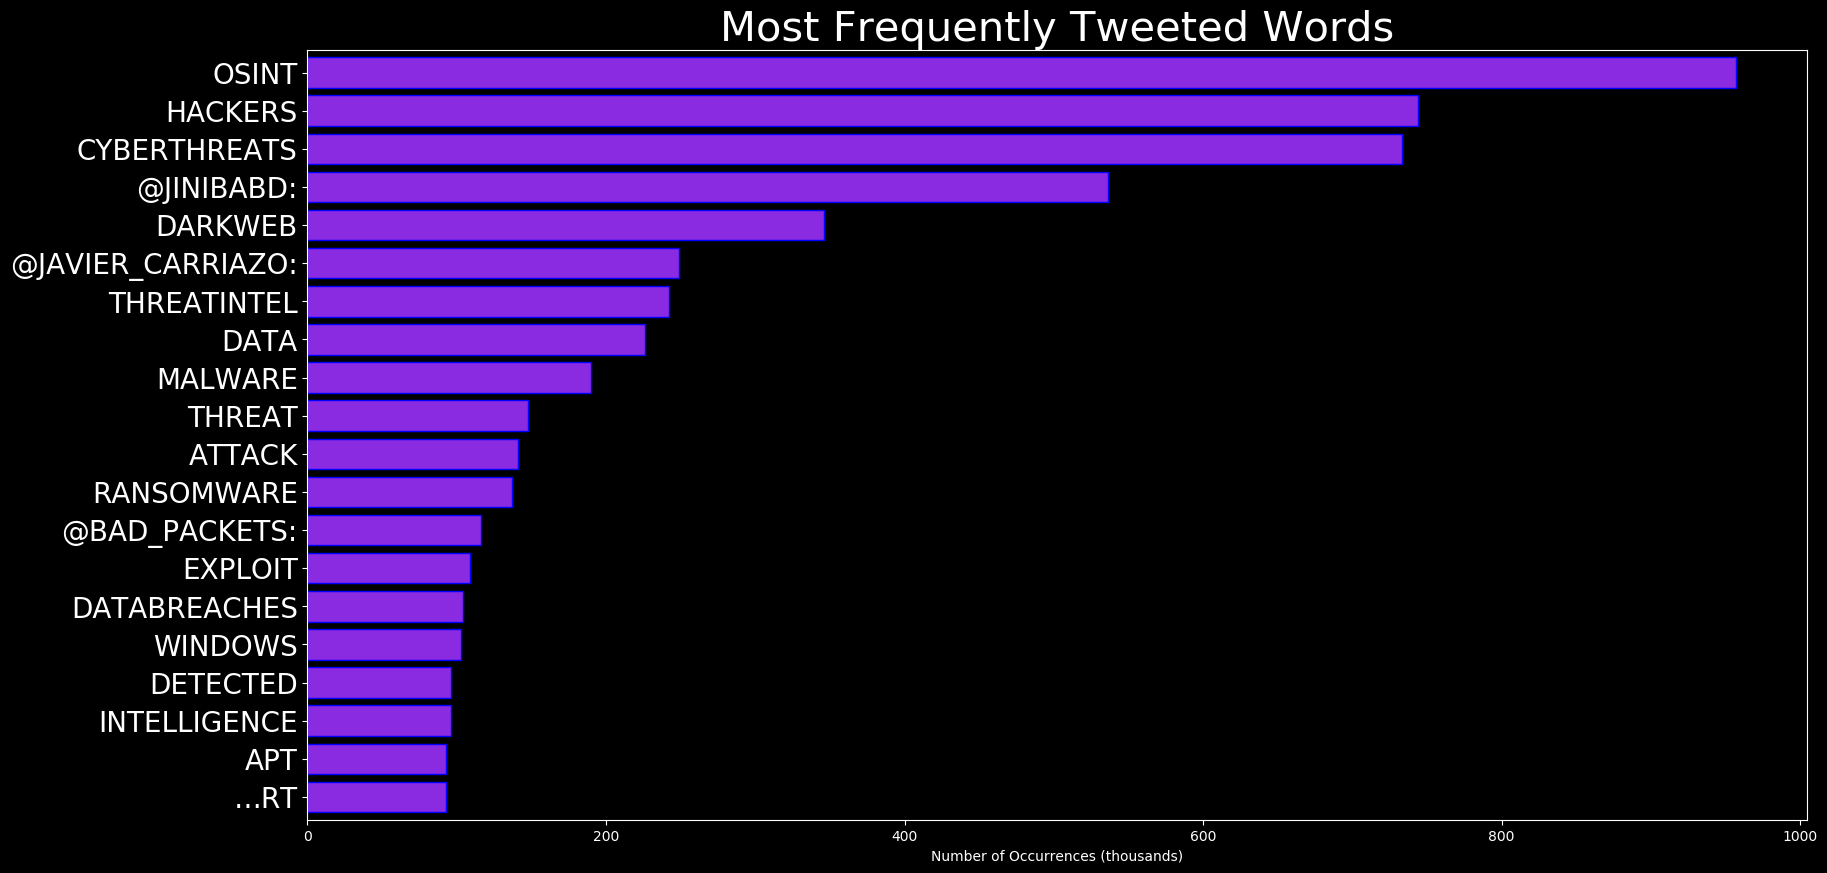 Most Frequently Tweeted Words
OSINT
HACKERS
CYBERTHREATS
@JINIBABD:
DARKWEB
@JAVIER_CARRIAZO:
THREATINTEL
DATA
MALWARE
THREAT
ATTACK
RANSOMWARE
@BAD_PACKETS:
EXPLOIT
DATABREACHES
WINDOWS
DETECTED
INTELLIGENCE
APT
…RT
0 200 400 600 800 1000
Number of Occurrences (thousands)